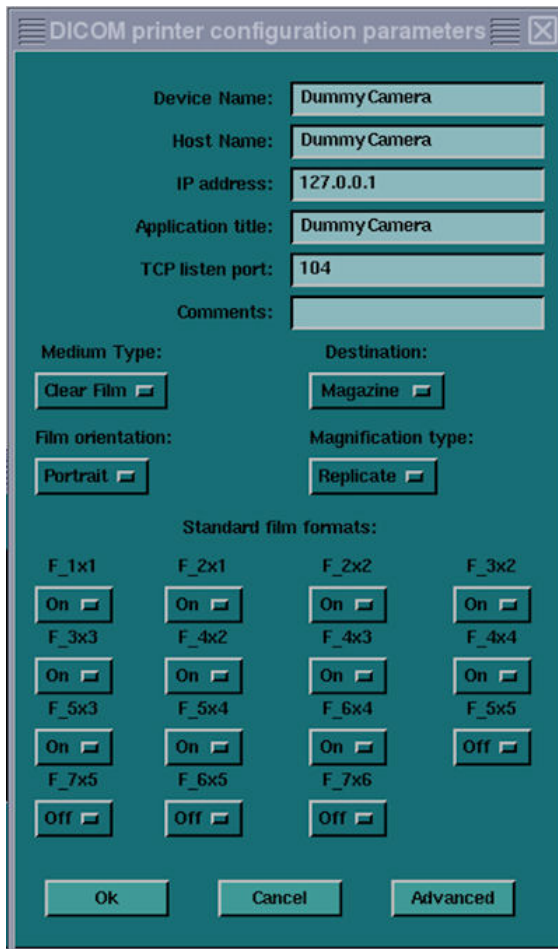 DICOM printer configuration parameters
Device Name: DummyCamera
Host Name: DummyCamera
IP address: 127.0.0.1
Application title: DummyCamera
TCP listen port: 104
Comments:
Medium Type: Destination:
Clear Film Magazine
Film orientation: Magnification type:
Portrait Replicate
Standard film formats:
F_1x1 F_2x1 F_2x2 F_3x2
On On On On
F_3x3 F_4x2 F_4x3 F_4x4
On On On On
F_5x3 F_5x4 F_6x4 F_5x5
On On On Off
F_7x5 F_6x5 F_7x6
Off Off Off
Ok Cancel Advanced